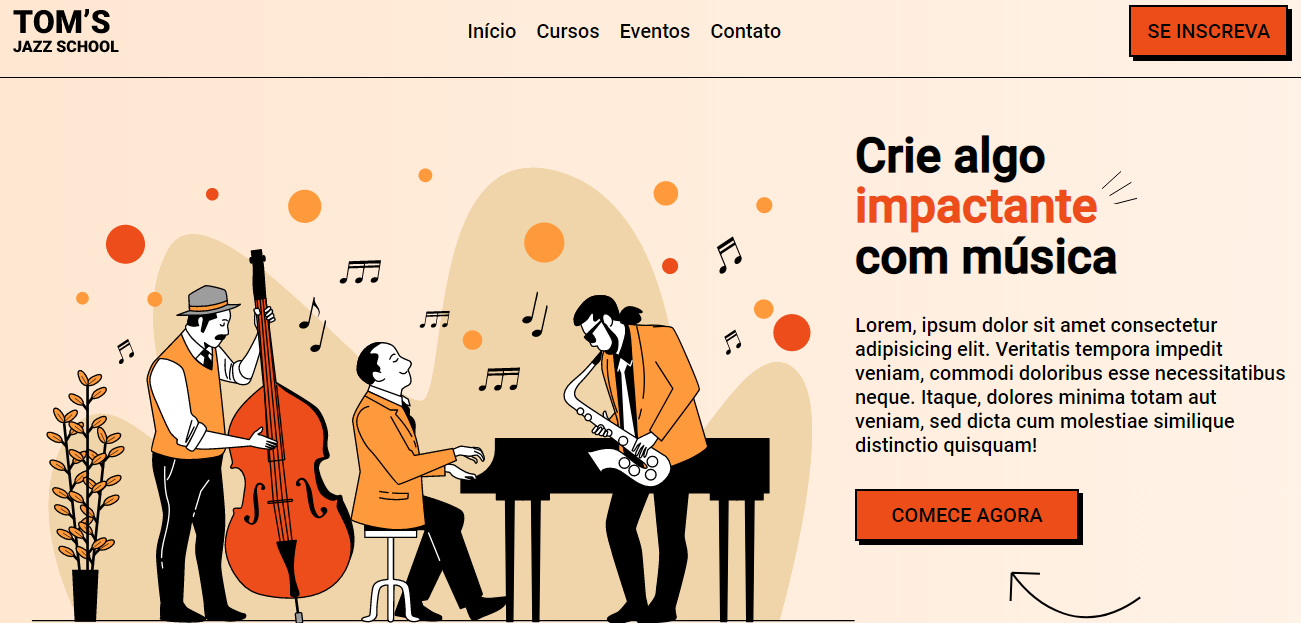 TOM'S
JAZZ SCHOOL
Início Cursos Eventos Contato
SE INSCREVA
Crie algo
impactante
com música
Lorem, ipsum dolor sit amet consectetur
adipisicing elit. Veritatis tempora impedit
veniam, commodi doloribus esse necessitatibus
neque. Itaque, dolores minima totam aut
veniam, sed dicta cum molestiae similique
distinctio quisquam!
COMECE AGORA